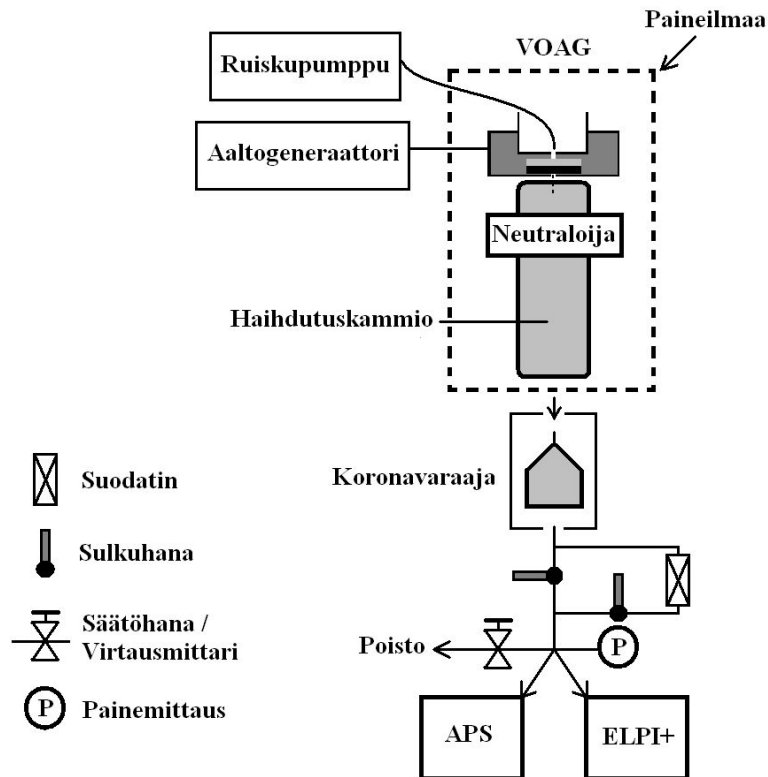 Paineilmaa
VOAG
Ruiskupumppu
Aaltogeneraattori
Neutraloija
Haihdutuskammio
Koronavaraaja
Suodatin
Sulkuhana
Säätöhana /
Virtausmittari
Painemittaus
P
Poisto
P
APS
ELPI+